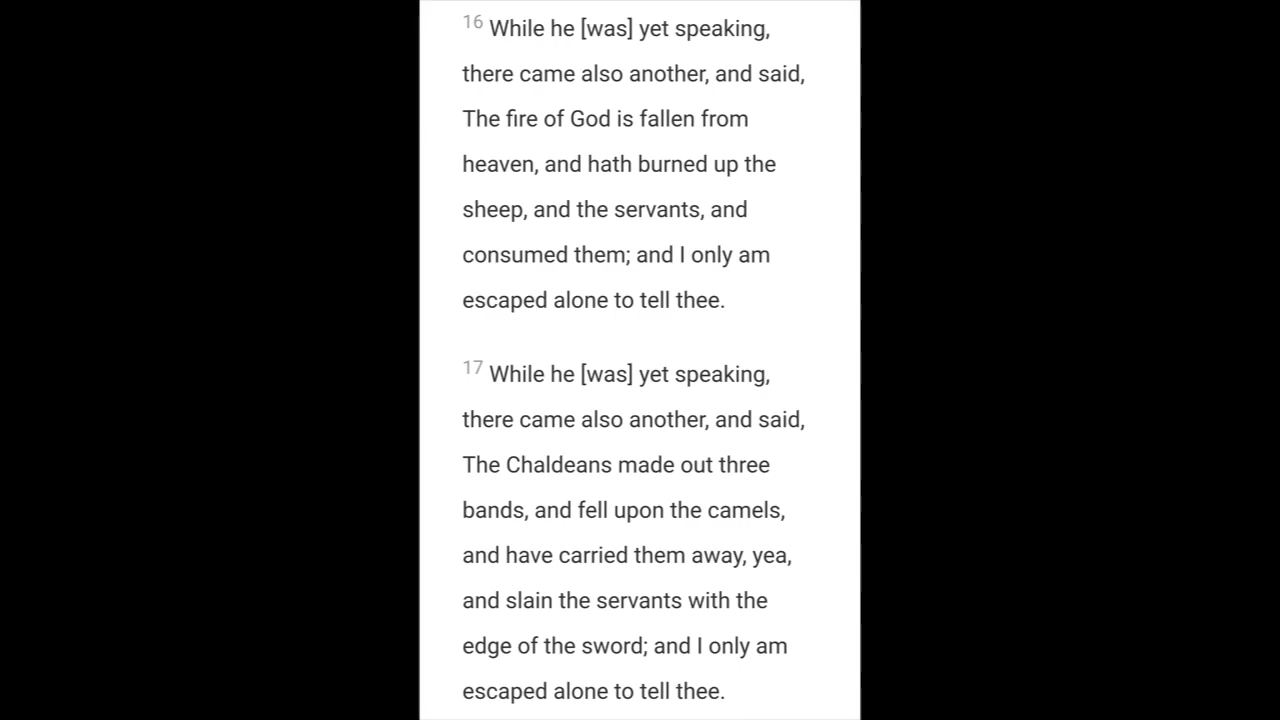 16 While he [was] yet speaking,
there came also another, and said,
The fire of God is fallen from
heaven, and hath burned up the
sheep, and the servants, and
consumed them; and I only am
escaped alone to tell thee.
17 While he [was] yet speaking,
there came also another, and said,
The Chaldeans made out three
bands, and fell upon the camels,
and have carried them away, yea,
and slain the servants with the
edge of the sword; and I only am
escaped alone to tell thee.